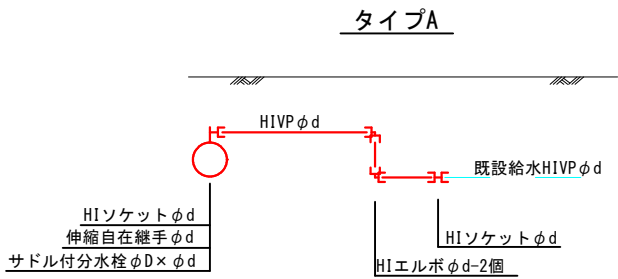 タイプA
HIVPφd
既設給水HIVPφd
HIソケットφd
伸縮自在継手φd
サドル付分水栓φD×φd
HIソケットφd
HIエルボφd-2個